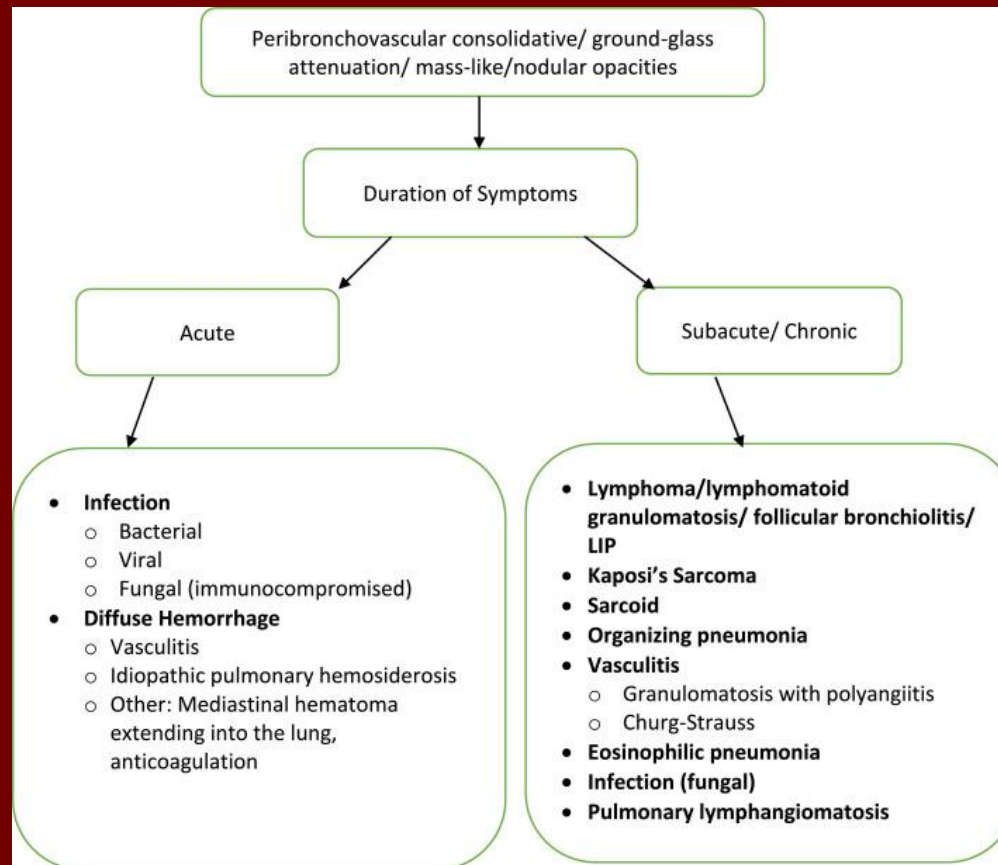 Peribronchovascular consolidative/ ground-glass
attenuation/ mass-like/nodular opacities
Duration of Symptoms
Acute
Subacute/ Chronic
• Infection
o Bacterial
o Viral
o Fungal (immunocompromised)
• Diffuse Hemorrhage
o Vasculitis
o Idiopathic pulmonary hemosiderosis
o Other: Mediastinal hematoma
extending into the lung,
anticoagulation
• Lymphoma/lymphomatoid
granulomatosis/ follicular bronchiolitis/
LIP
• Kaposi's Sarcoma
• Sarcoid
• Organizing pneumonia
• Vasculitis
o Granulomatosis with polyangiitis
o Churg-Strauss
• Eosinophilic pneumonia
• Infection (fungal)
• Pulmonary lymphangiomatosis